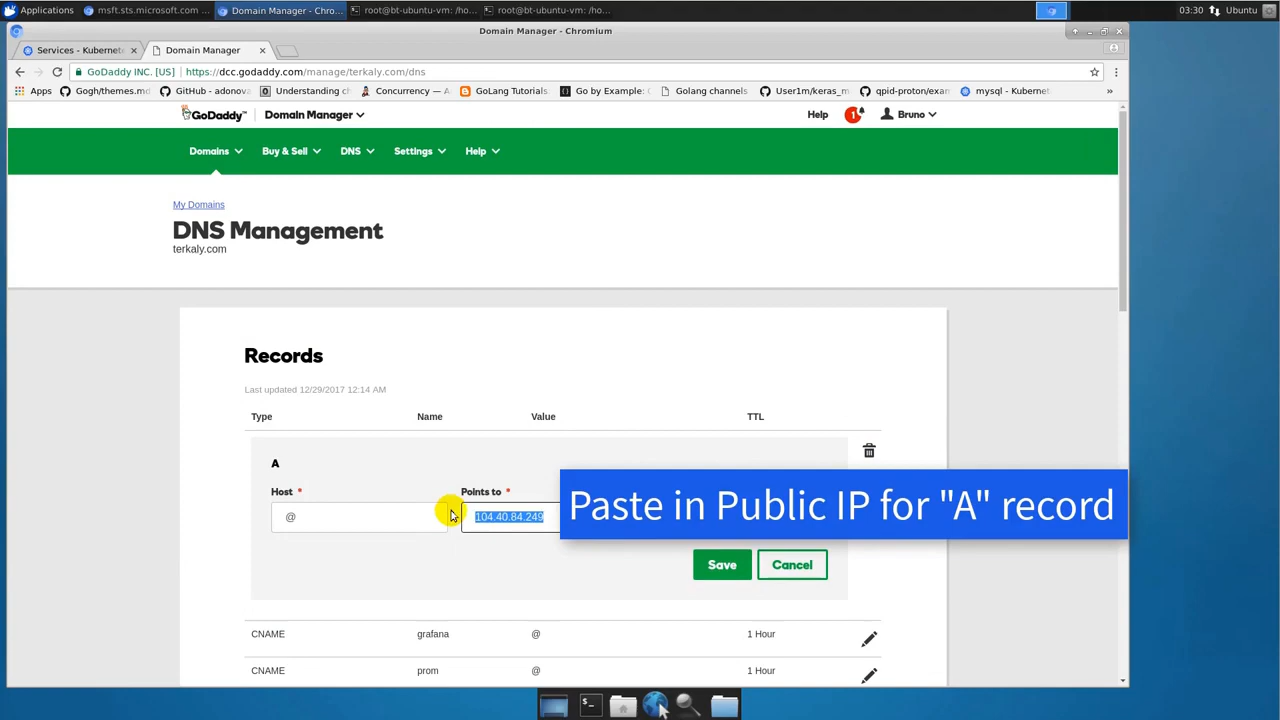 Applications
msft.sts.microsoft.com ...
Domain Manager - Chro...
root@bt-ubuntu-vm: /ho...
root@bt-ubuntu-vm: /ho...
03:30
Ubuntu
Domain Manager - Chromium
Services - Kubernet
Domain Manager
GoDaddy INC. [US]
https://dcc.godaddy.com/manage/terkaly.com/dns
Apps
Gogh/themes.md
GitHub - adonova
Understanding ch
Concurrency — A
GoLang Tutorials
Go by Example: C
Golang channels
User1m/keras_m
qpid-proton/exam
mysql - Kubernet
»
GoDaddy™
Domain Manager
Help
1
Bruno
Domains
Buy & Sell
DNS
Settings
Help
My Domains
DNS Management
terkaly.com
Records
Last updated 12/29/2017 12:14 AM
Type Name Value TTL
A
Host *
Points to *
@
104.40.84.249
Paste in Public IP for "A" record
Save
Cancel
CNAME grafana @ 1 Hour
CNAME prom @ 1 Hour